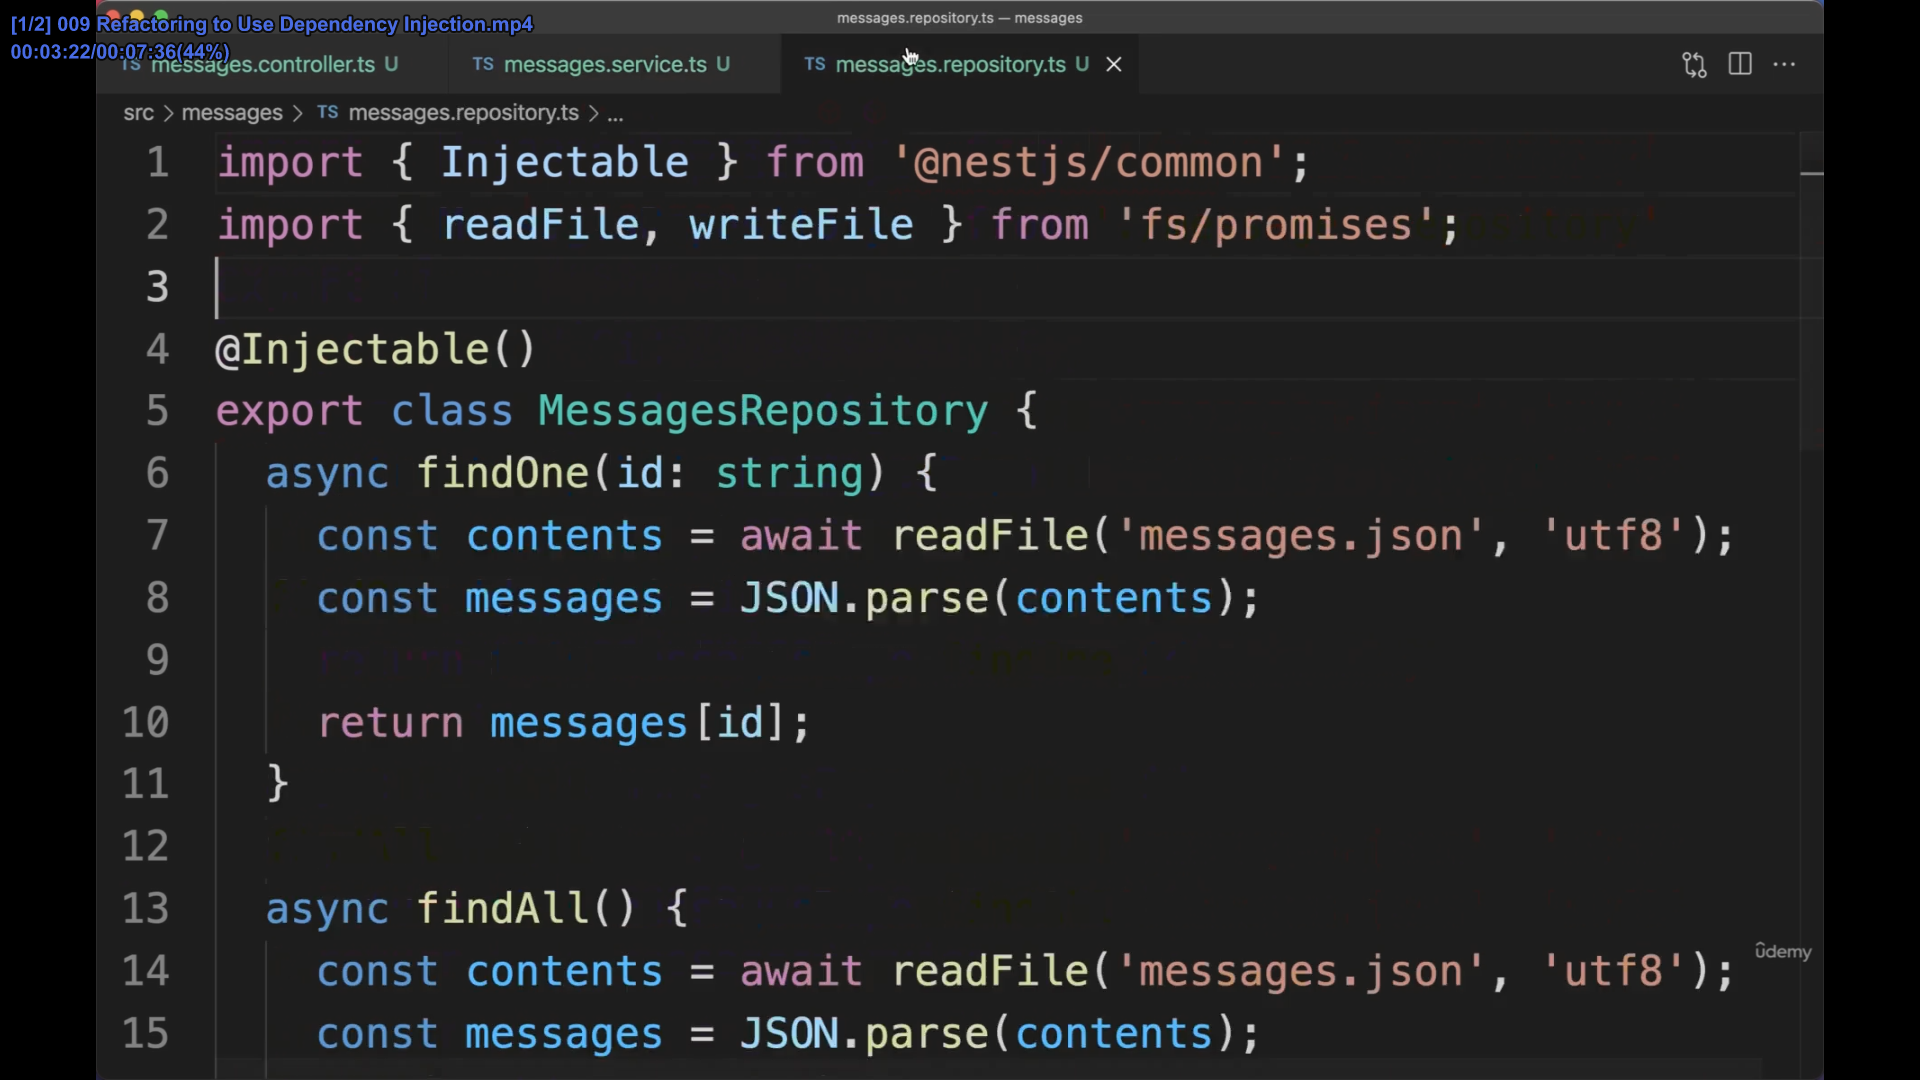 [1/2] 009 Refactoring to Use Dependency Injection.mp4
00:03:22/00:07:36(44%)
messages.repository.ts — messages
TS messages.controller.ts U TS messages.service.ts U TS messages.repository.ts U
src > messages > TS messages.repository.ts > ...
1 import { Injectable } from '@nestjs/common';
2 import { readFile, writeFile } from 'fs/promises';
3
4 @Injectable()
5 export class MessagesRepository {
6 async findOne(id: string) {
7 const contents = await readFile('messages.json', 'utf8');
8 const messages = JSON.parse(contents);
9
10 return messages[id];
11 }
12
13 async findAll() {
14 const contents = await readFile('messages.json', 'utf8');
15 const messages = JSON.parse(contents);
udemy